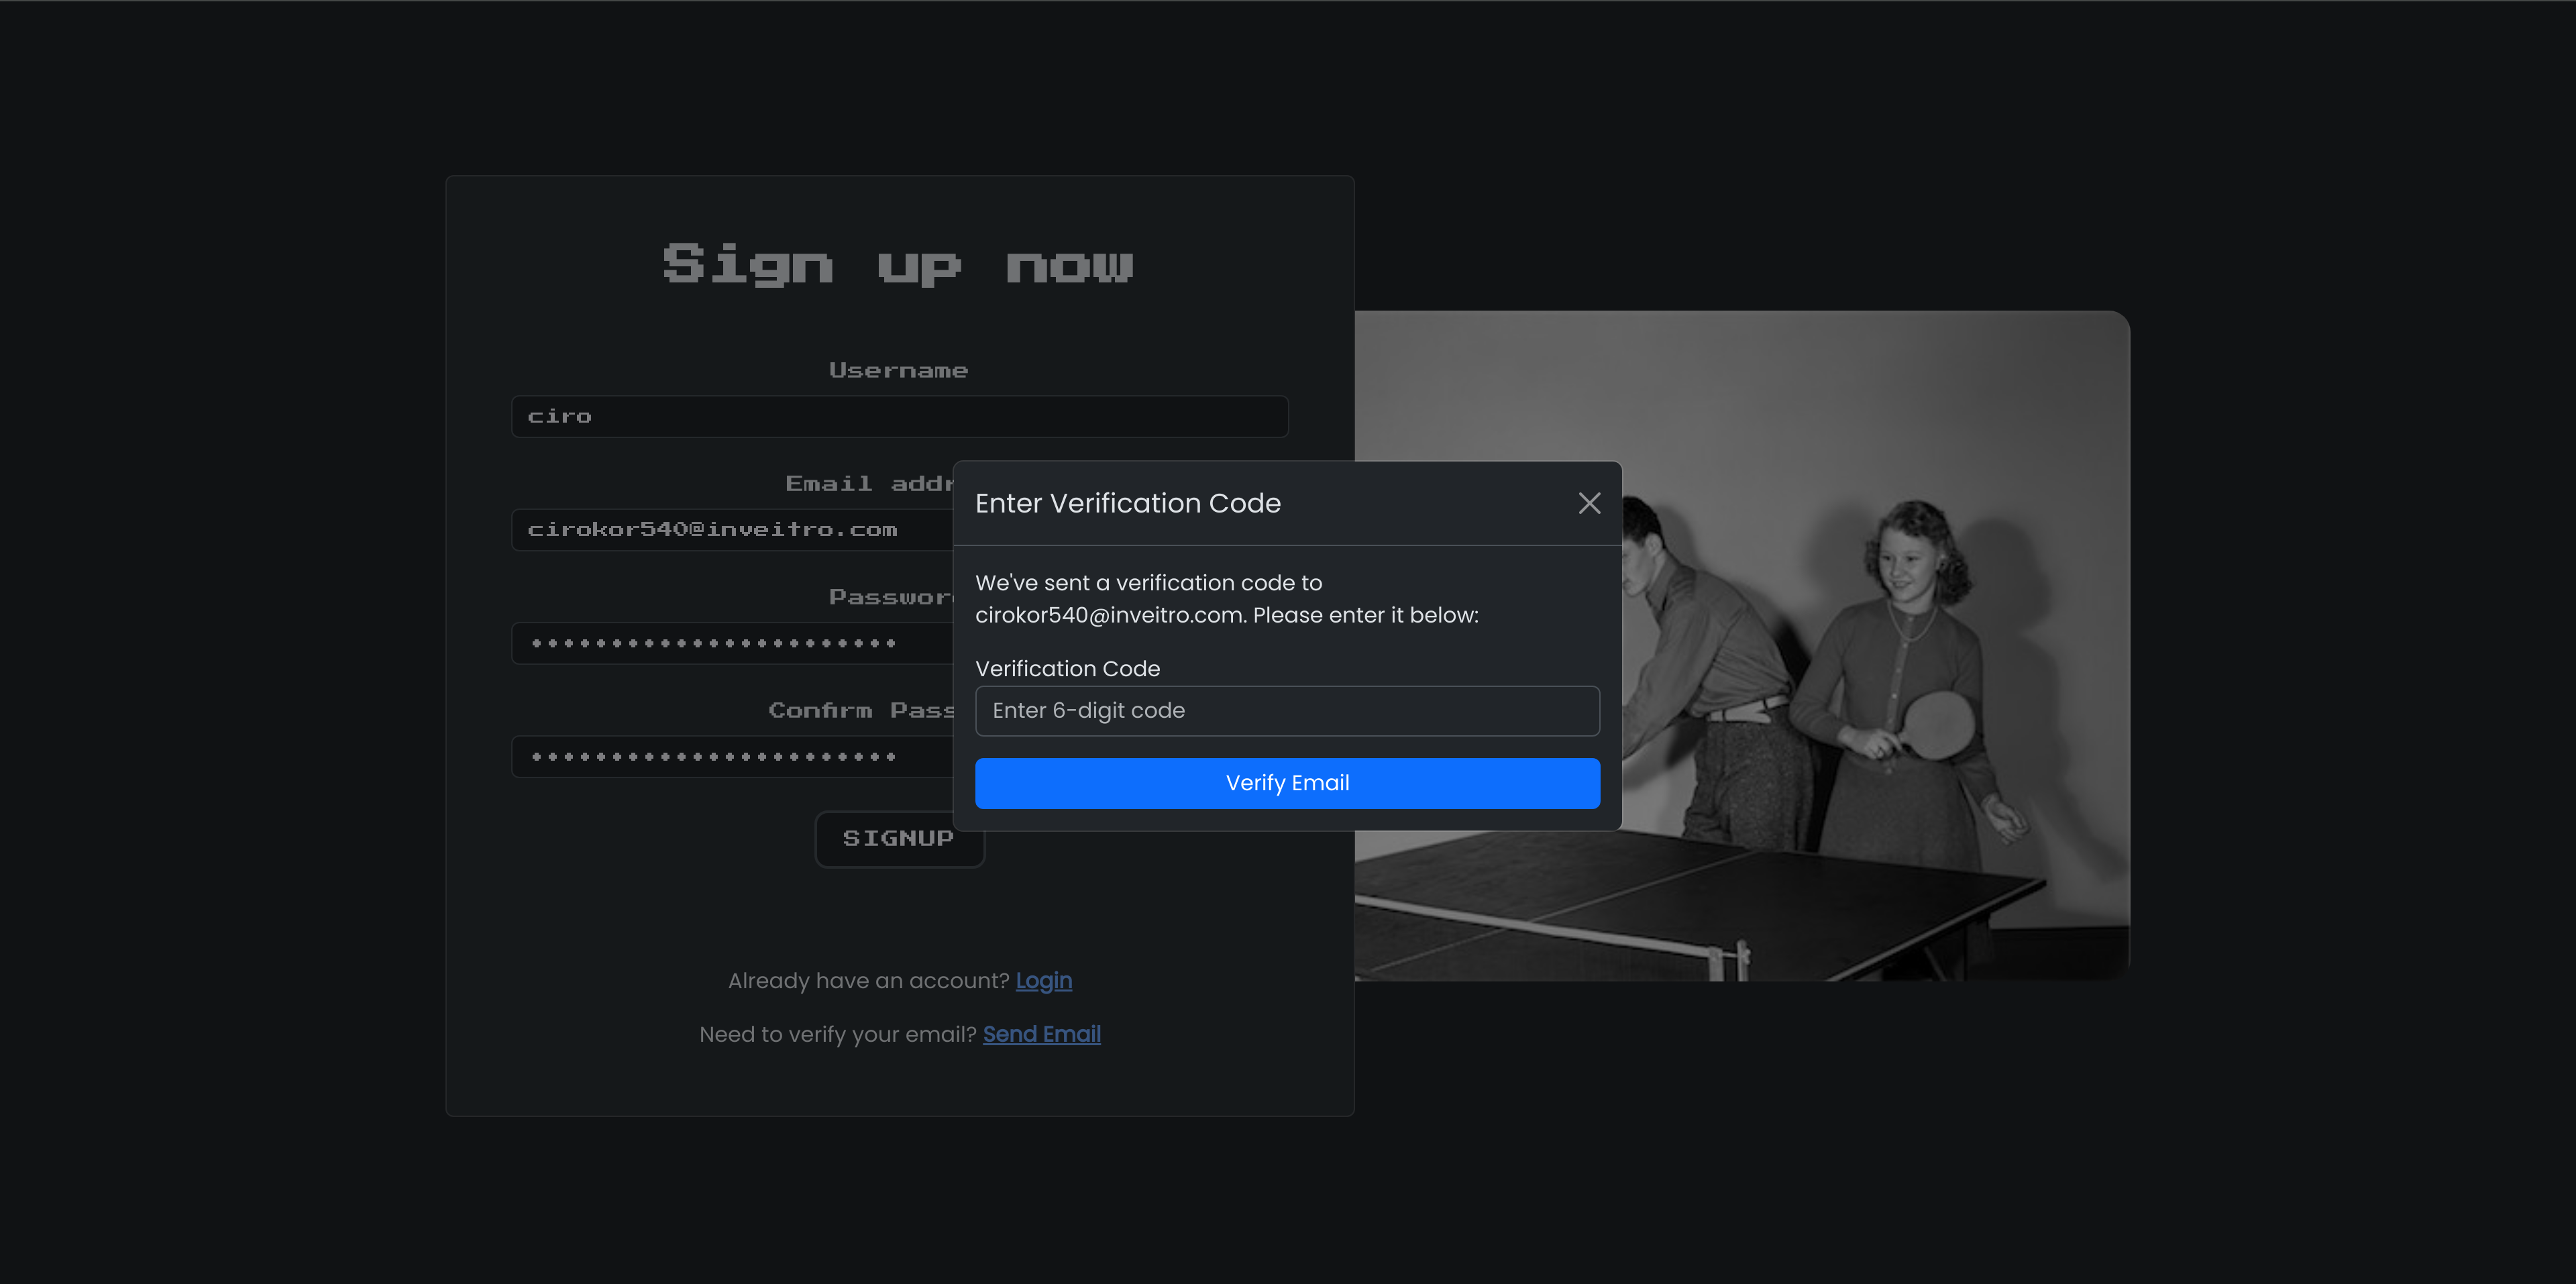 Sign up now
Username
ciro
Email addr
cirokor540@inveitro.com
Passwor
••••••••••••••••••••••••
Confirm Pass
••••••••••••••••••••••••
SIGNUP
Already have an account? Login
Need to verify your email? Send Email
Enter Verification Code
We've sent a verification code to
cirokor540@inveitro.com. Please enter it below:
Verification Code
Enter 6-digit code
Verify Email